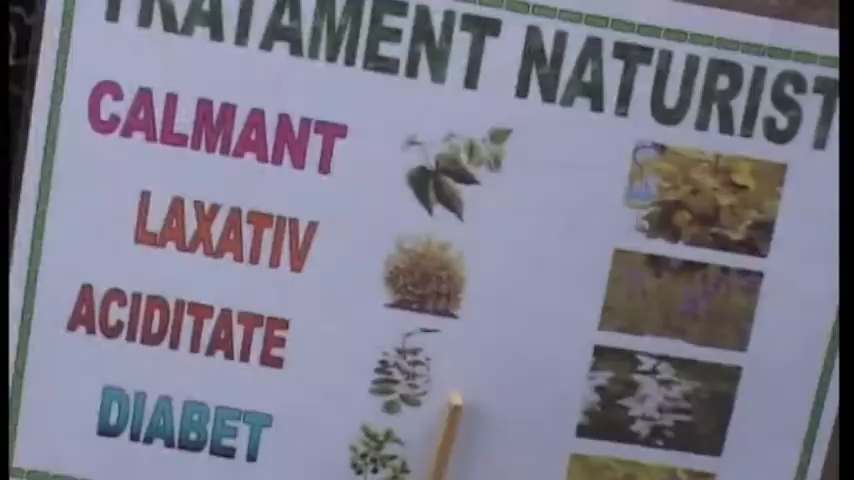 TRATAMENT NATURIST
CALMANT
LAXATIV
ACIDITATE
DIABET